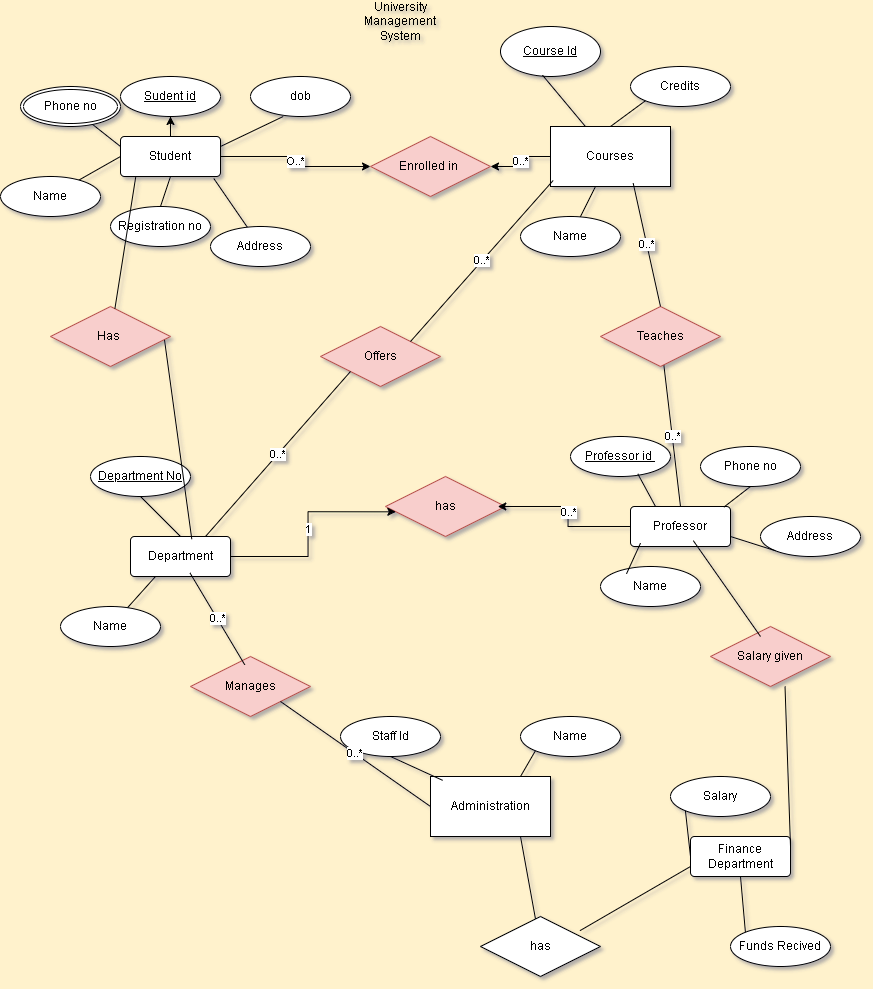 University
Management
System
Course Id
Credits
Phone no
Sudent id
dob
Student
O..*
Enrolled in
0..*
Courses
Name
Registration no
Address
Name
0..*
0..*
Has
Offers
Teaches
0..*
0..*
Department No
Professor id
Phone no
has
0..*
1
Professor
Address
Department
Name
Name
0..*
Salary given
Manages
Staff Id
0..*
Name
Administration
Salary
Finance
Department
has
Funds Recived